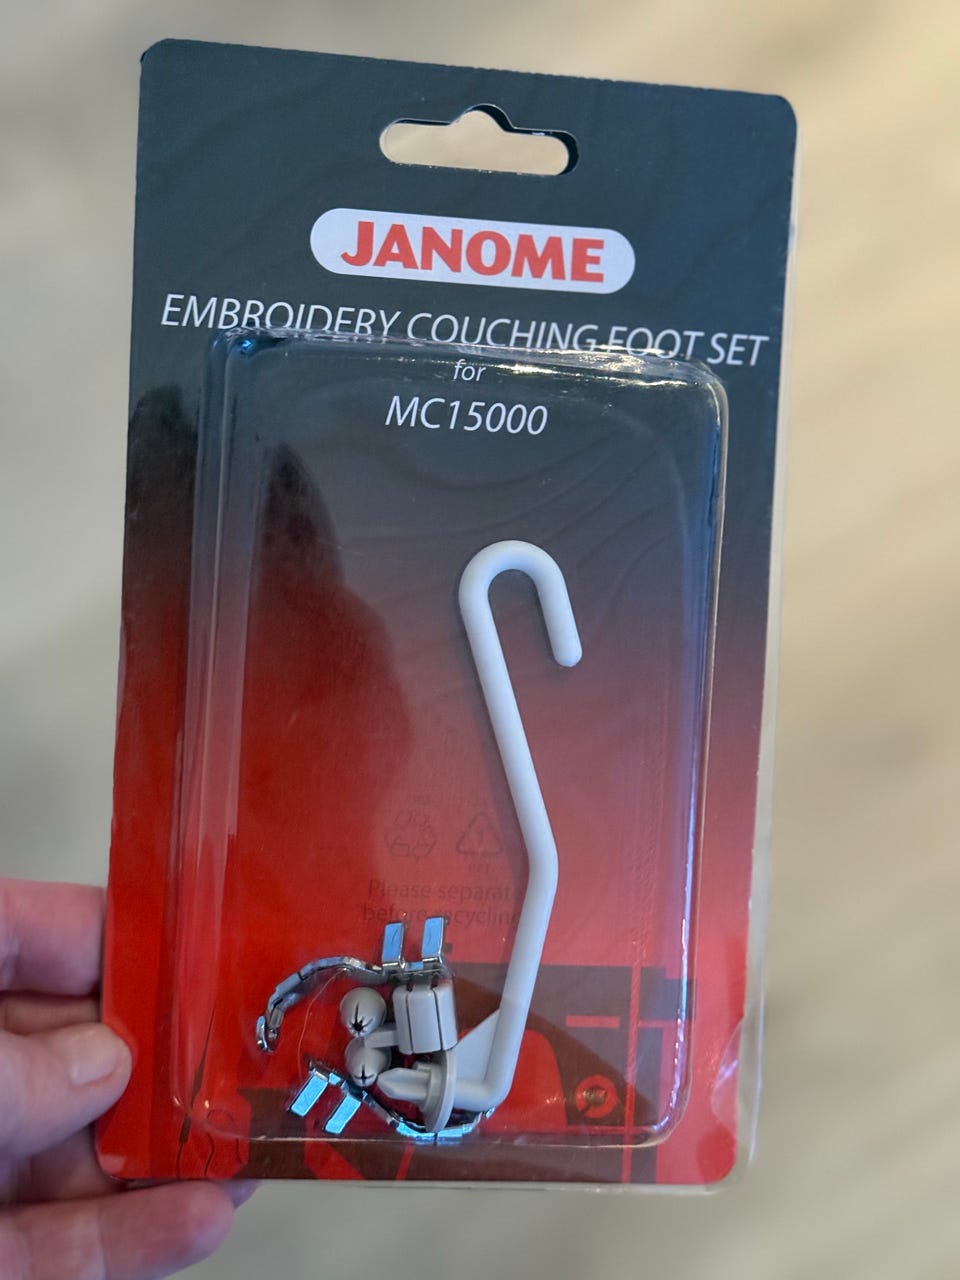 JANOME
EMBROIDERY COUCHING FOOT SET
for
MC15000
Please separate
before recycling